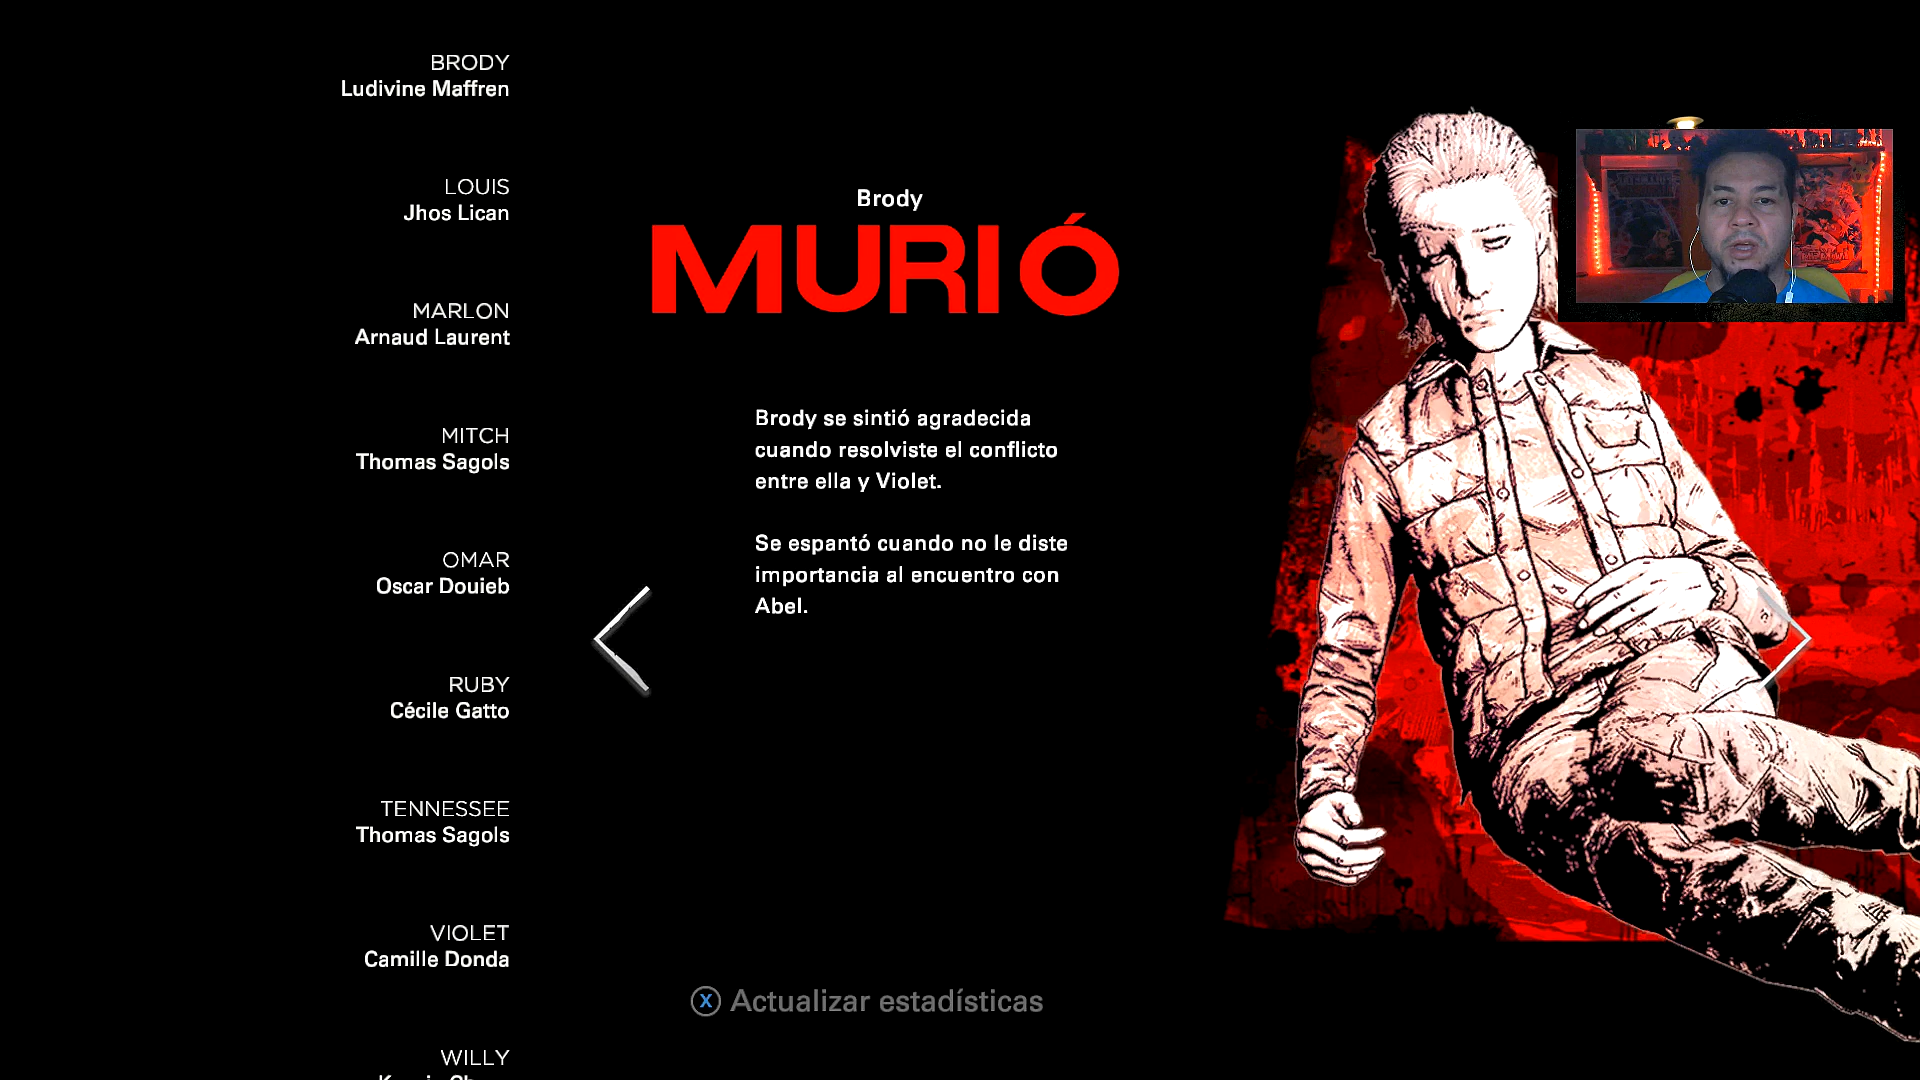 BRODY
Ludivine Maffren
LOUIS
Jhos Lican
MARLON
Arnaud Laurent
MITCH
Thomas Sagols
OMAR
Oscar Douieb
RUBY
Cécile Gatto
TENNESSEE
Thomas Sagols
VIOLET
Camille Donda
WILLY
Brody
MURIÓ
Brody se sintió agradecida
cuando resolviste el conflicto
entre ella y Violet.
Se espantó cuando no le diste
importancia al encuentro con
Abel.
X Actualizar estadísticas